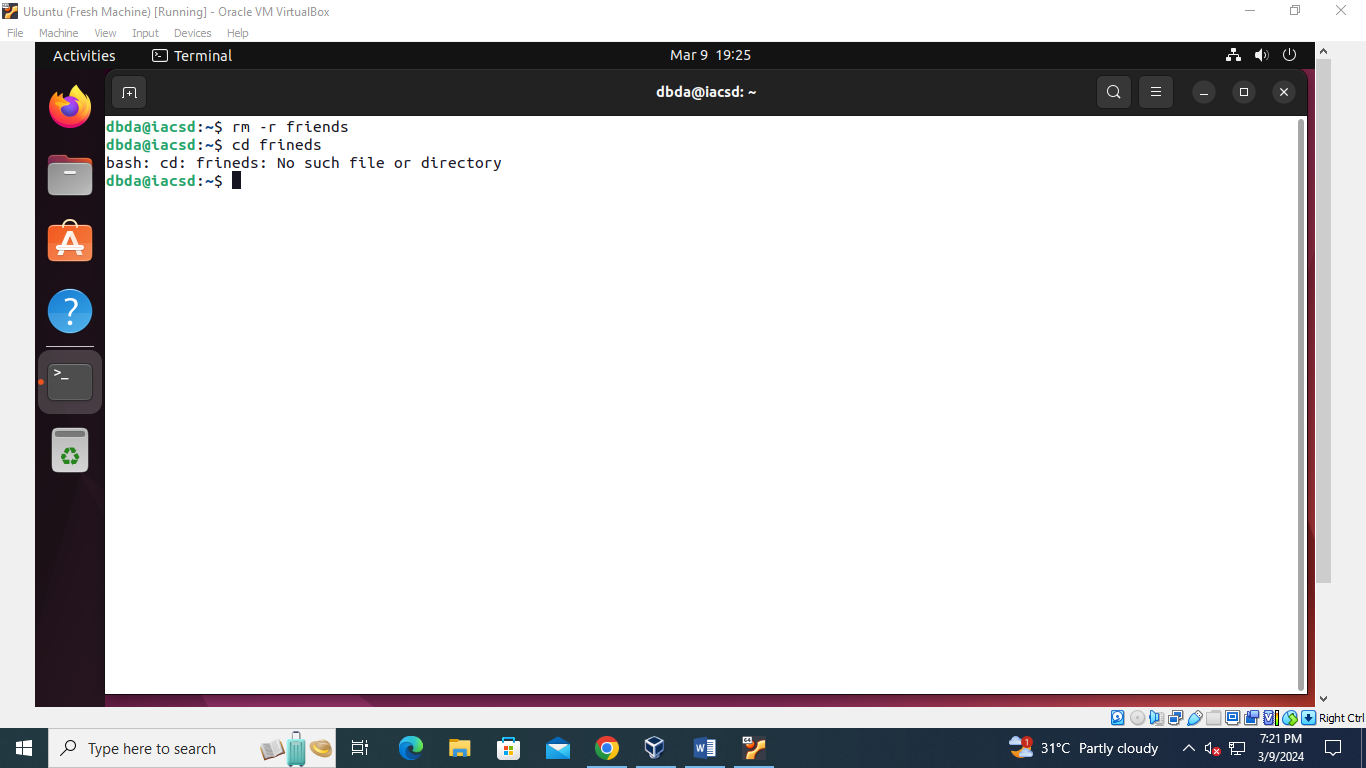 Ubuntu (Fresh Machine) [Running] - Oracle VM VirtualBox
File Machine View Input Devices Help
Activities Terminal Mar 9 19:25
dbda@iacsd: ~
dbda@iacsd:~$ rm -r friends
dbda@iacsd:~$ cd frineds
bash: cd: frineds: No such file or directory
dbda@iacsd:~$
Right Ctrl
Type here to search
31°C Partly cloudy
7:21 PM
3/9/2024